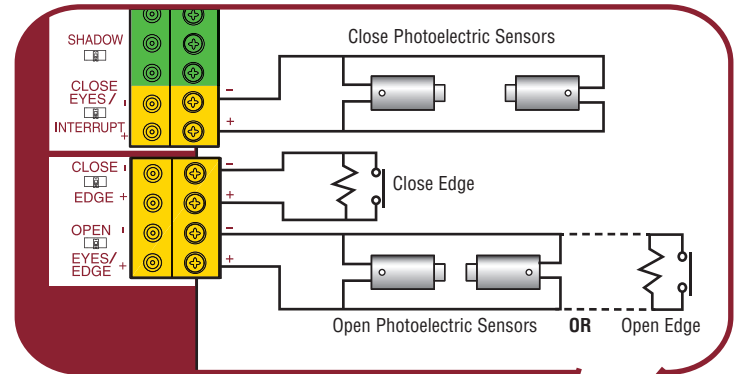 SHADOW
Close Photoelectric Sensors
CLOSE
EYES/ -
INTERRUPT +
-
+
CLOSE -
EDGE +
-
+
Close Edge
OPEN -
EYES/
EDGE +
-
+
Open Photoelectric Sensors OR Open Edge